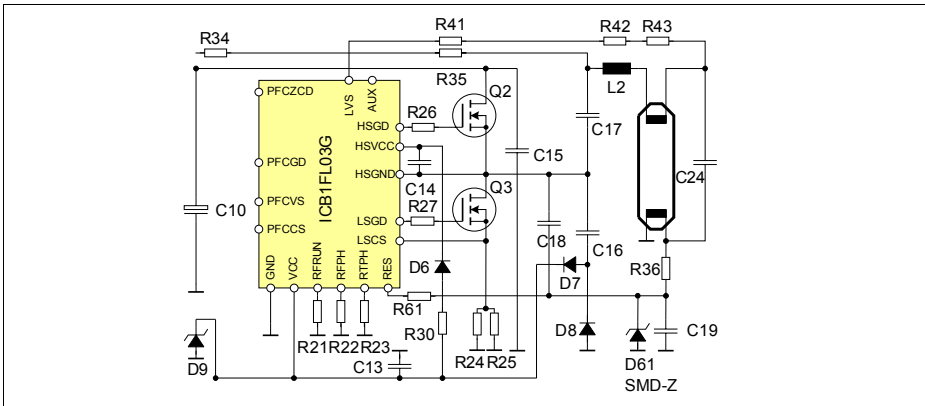 R41
R42 R43
R34
R35
L2
PFCZCD
LVS
AUX
Q2
R26
HSGD
C17
HSVCC
C15
PFCGD
C14
HSGND
C24
ICB1FL03G
Q3
PFCVS
R27
LSGD
C10
PFCCS
C18
C16
LSCS
D6
D7
R36
GND
VCC
RFRUN
RFPH
RTPH
RES
R61
R30
D8
C19
R21 R22 R23
R24 R25
D9
C13
D61
SMD-Z